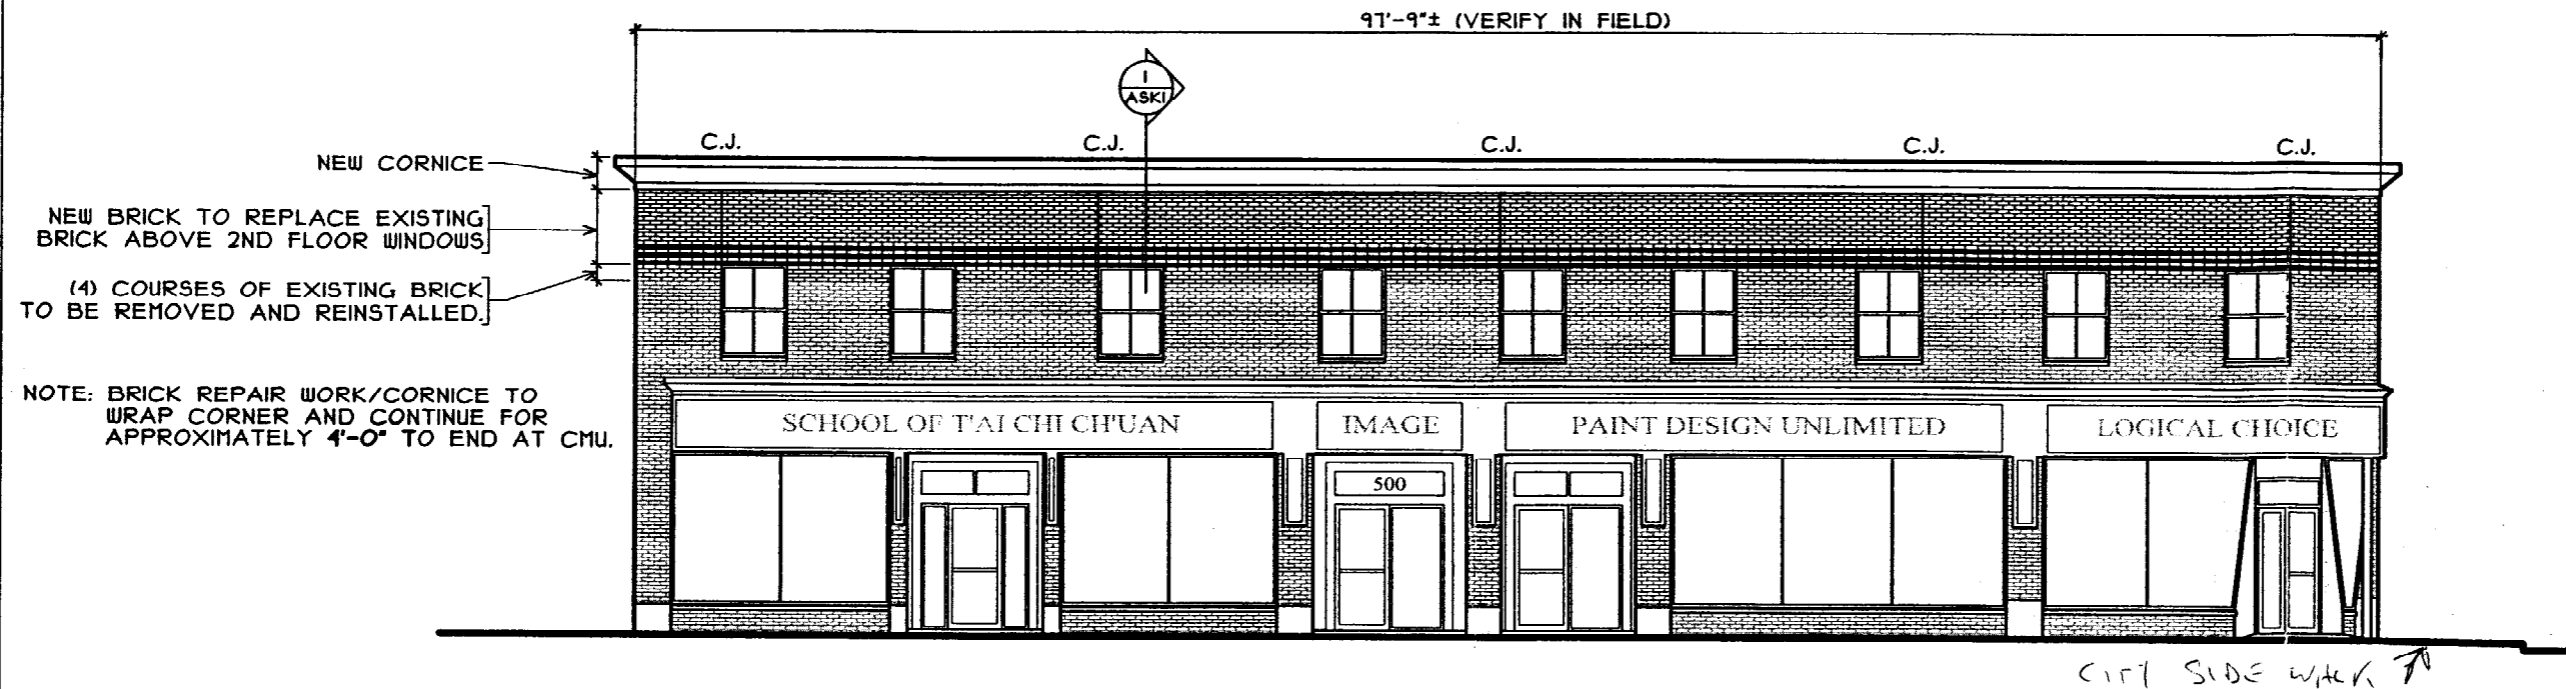 97'-9"± (VERIFY IN FIELD)
1
ASK1
C.J.
C.J.
C.J.
C.J.
C.J.
NEW CORNICE
NEW BRICK TO REPLACE EXISTING
BRICK ABOVE 2ND FLOOR WINDOWS
(4) COURSES OF EXISTING BRICK
TO BE REMOVED AND REINSTALLED.
NOTE: BRICK REPAIR WORK/CORNICE TO
WRAP CORNER AND CONTINUE FOR
APPROXIMATELY 4'-0" TO END AT CMU.
SCHOOL OF T'AI CHI CH'UAN
IMAGE
PAINT DESIGN UNLIMITED
LOGICAL CHOICE
500
CITY SIDE WALK